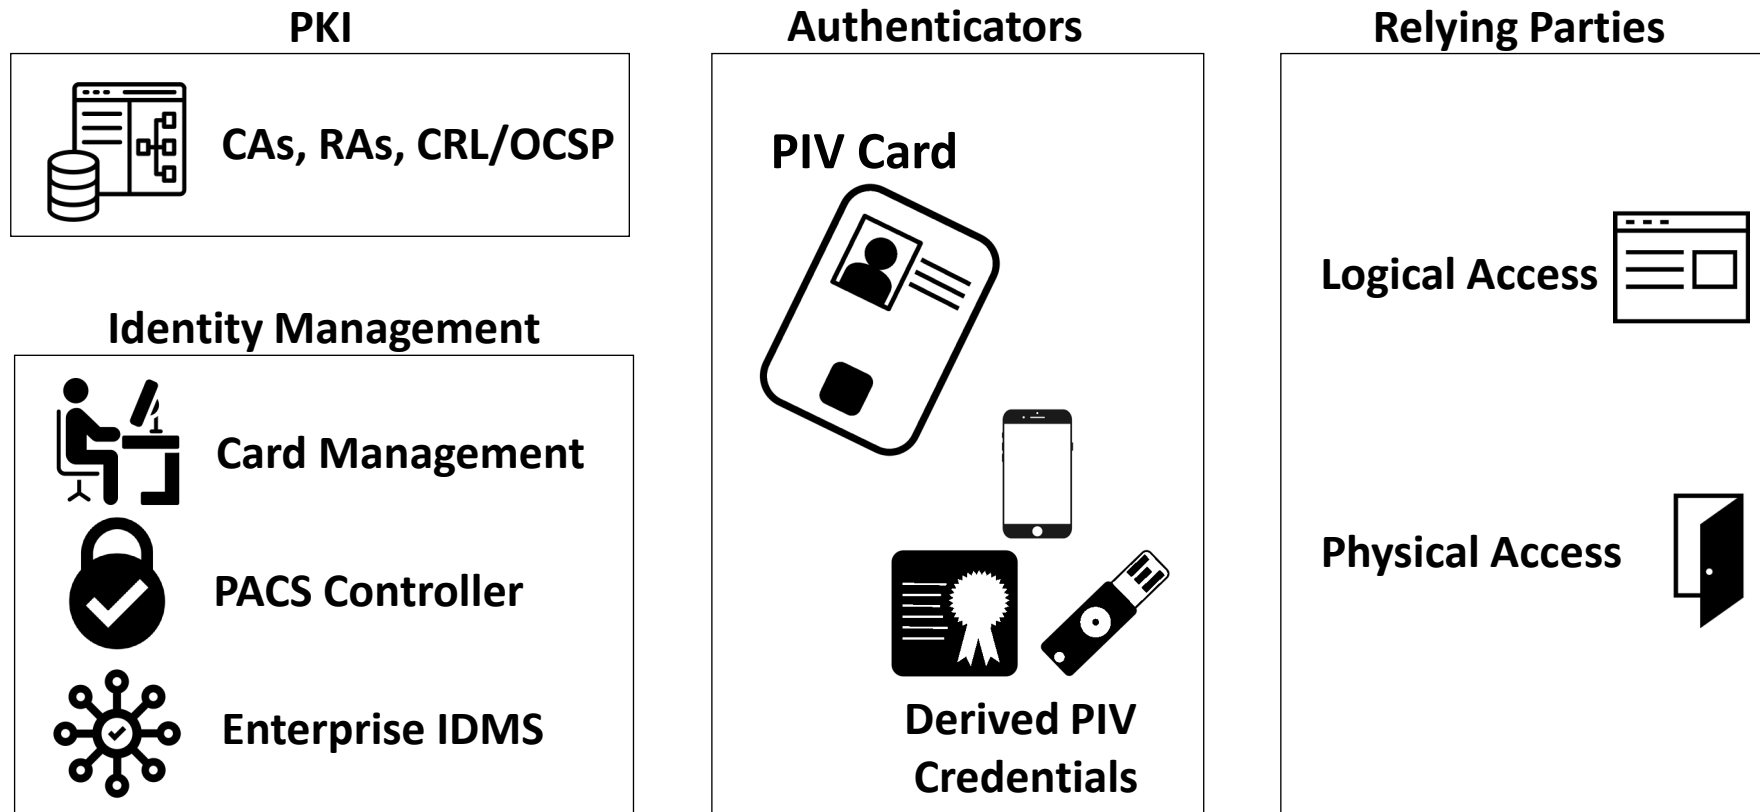 PKI
CAs, RAs, CRL/OCSP
Identity Management
Card Management
PACS Controller
Enterprise IDMS
Authenticators
PIV Card
Derived PIV
Credentials
Relying Parties
Logical Access
Physical Access